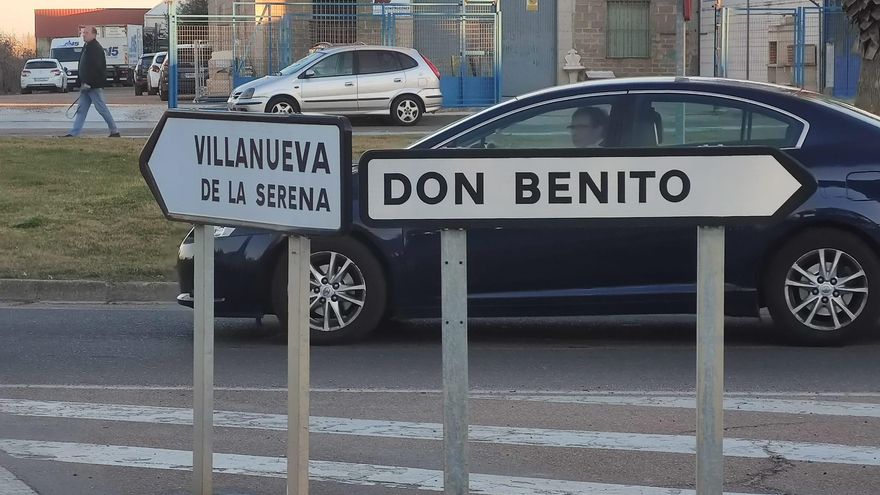 VILLANUEVA
DE LA SERENA
DON BENITO